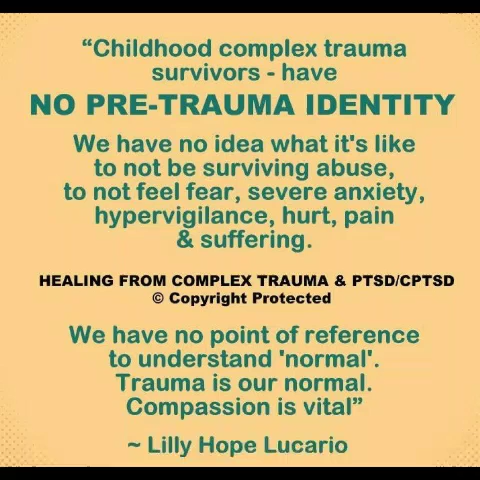 “Childhood complex trauma
survivors - have
NO PRE-TRAUMA IDENTITY
We have no idea what it's like
to not be surviving abuse,
to not feel fear, severe anxiety,
hypervigilance, hurt, pain
& suffering.
HEALING FROM COMPLEX TRAUMA & PTSD/CPTSD
© Copyright Protected
We have no point of reference
to understand 'normal'.
Trauma is our normal.
Compassion is vital”
~ Lilly Hope Lucario